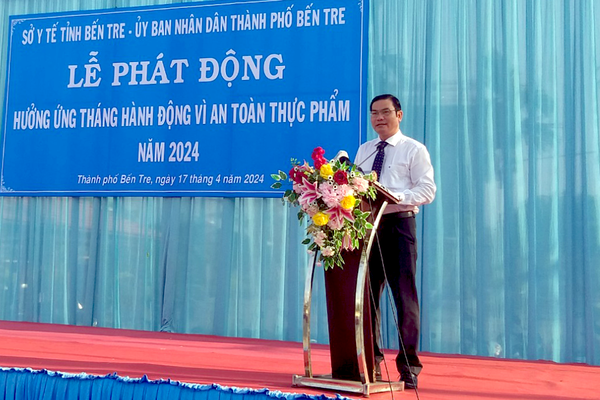 SỞ Y TẾ TỈNH BẾN TRE - ỦY BAN NHÂN DÂN THÀNH PHỐ BẾN TRE
LỄ PHÁT ĐỘNG
HƯỞNG ỨNG THÁNG HÀNH ĐỘNG VÌ AN TOÀN THỰC PHẨM
NĂM 2024
Thành phố Bến Tre, ngày 17 tháng 4 năm 2024